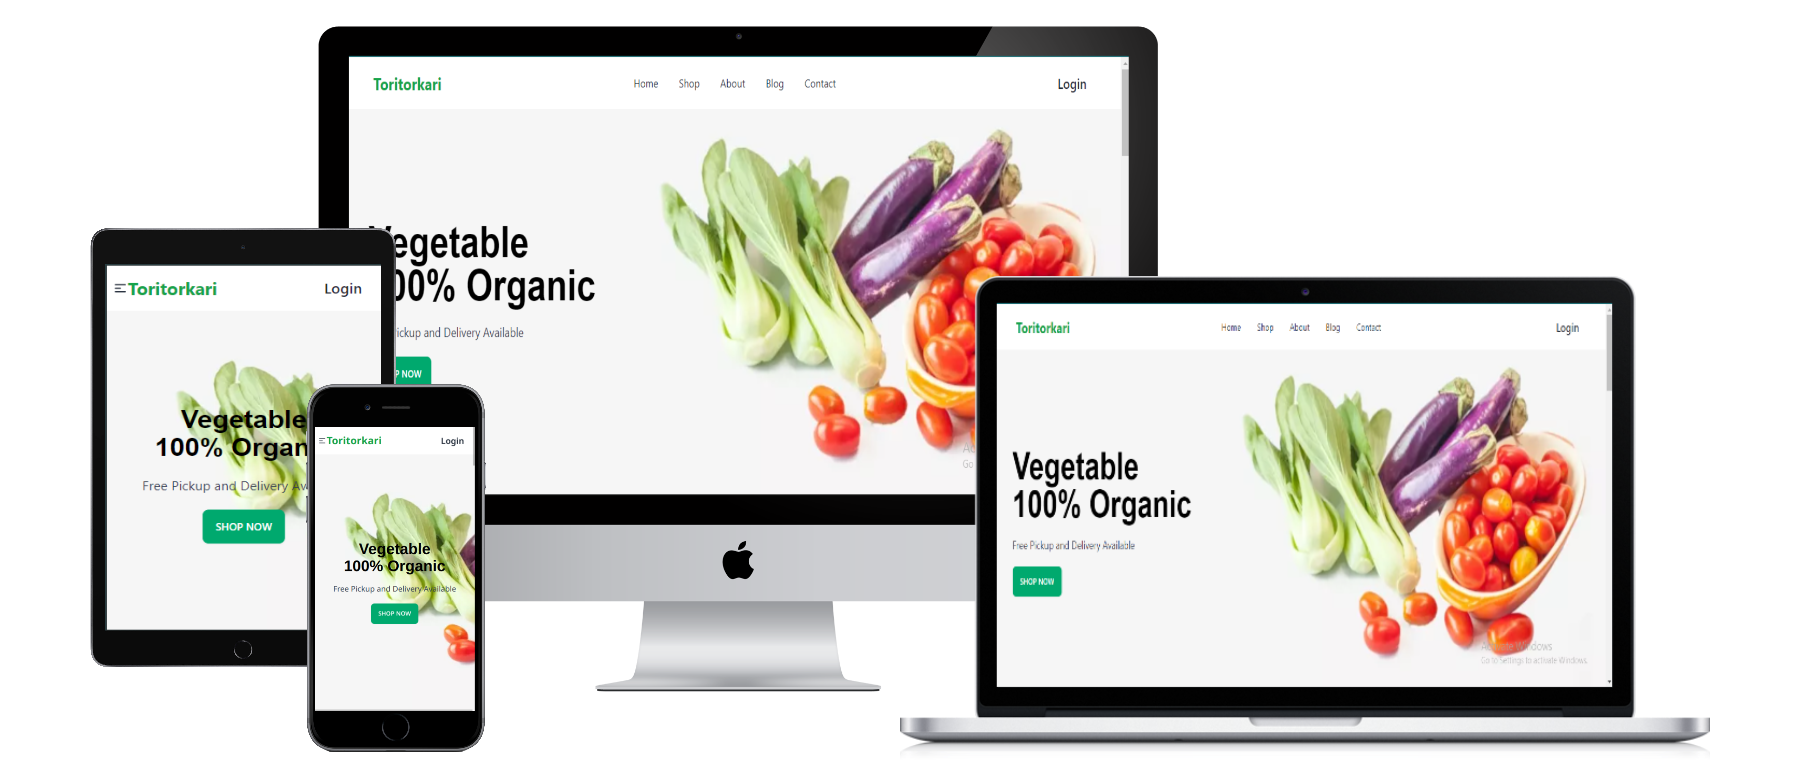 Toritorkari
Home Shop About Blog Contact
Login
Vegetable
00% Organic
ickup and Delivery Available
P NOW
Go
Toritorkari
Login
Vegetable
100% Organ
Free Pickup and Delivery Av
SHOP NOW
Toritorkari
Login
Vegetable
100% Organic
Free Pickup and Delivery Available
SHOP NOW
Toritorkari
Home Shop About Blog Contact
Login
Vegetable
100% Organic
Free Pickup and Delivery Available
SHOP NOW
Activate Windows
Go to Settings to activate Windows.